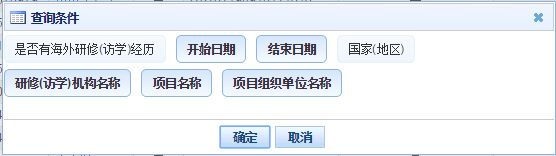 查询条件
是否有海外研修(访学)经历 开始日期 结束日期 国家(地区)
研修(访学)机构名称 项目名称 项目组织单位名称
确定 取消